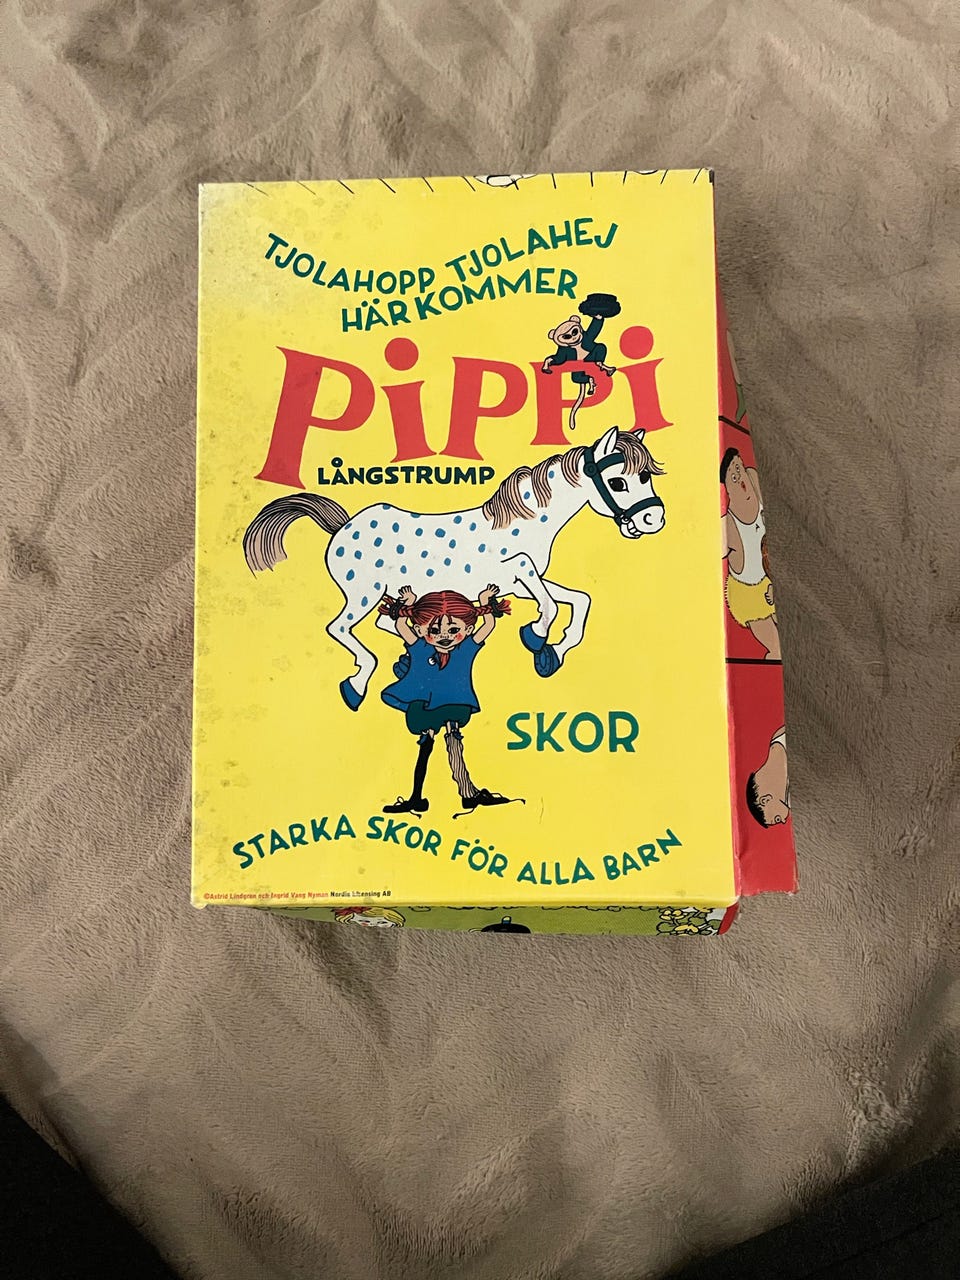 TJOLAHOPP TJOLAHEJ
HÄR KOMMER
PiPPi
LÅNGSTRUMP
SKOR
STARKA SKOR FÖR ALLA BARN
©Astrid Lindgren och Ingrid Vang Nyman Nordic Licensing AB